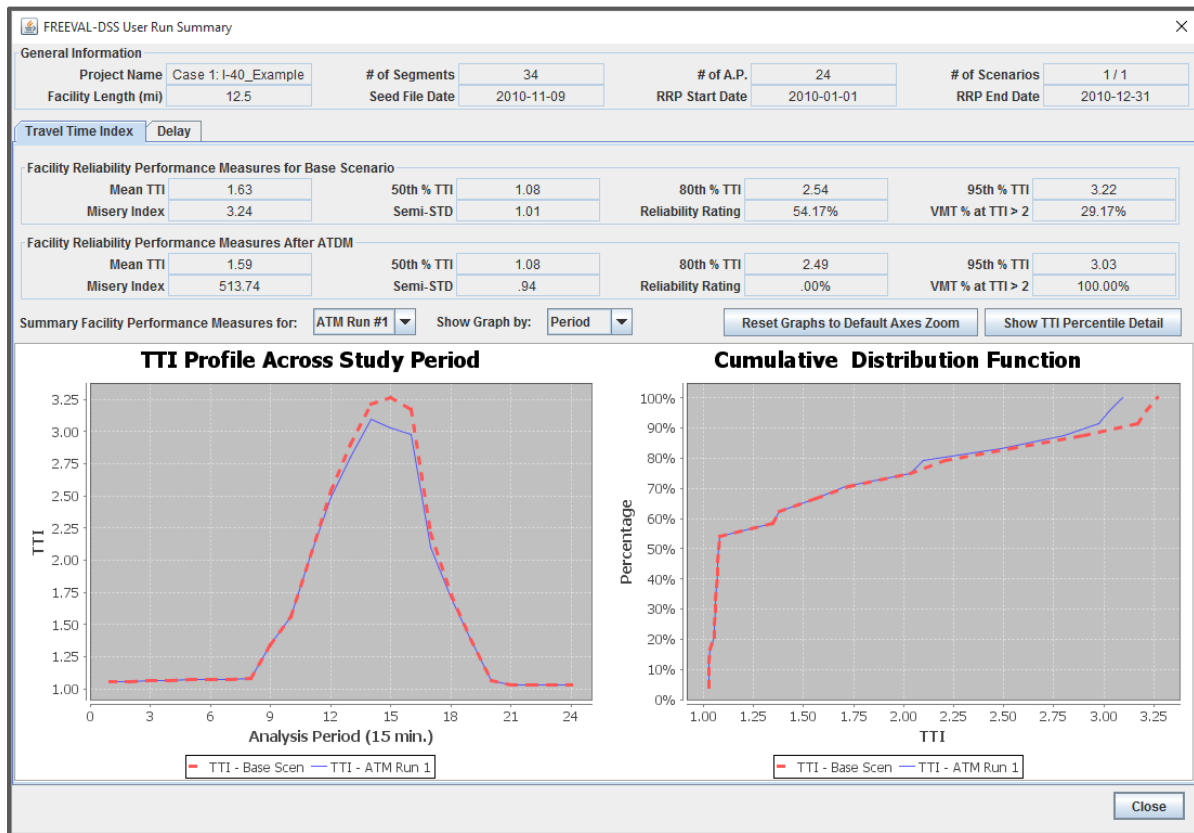 FREEVAL-DSS User Run Summary
General Information
Project Name Case 1: I-40_Example # of Segments 34 # of A.P. 24 # of Scenarios 1 / 1
Facility Length (mi) 12.5 Seed File Date 2010-11-09 RRP Start Date 2010-01-01 RRP End Date 2010-12-31
Travel Time Index Delay
Facility Reliability Performance Measures for Base Scenario
Mean TTI 1.63 50th % TTI 1.08 80th % TTI 2.54 95th % TTI 3.22
Misery Index 3.24 Semi-STD 1.01 Reliability Rating 54.17% VMT % at TTI > 2 29.17%
Facility Reliability Performance Measures After ATDM
Mean TTI 1.59 50th % TTI 1.08 80th % TTI 2.49 95th % TTI 3.03
Misery Index 513.74 Semi-STD .94 Reliability Rating .00% VMT % at TTI > 2 100.00%
Summary Facility Performance Measures for: ATM Run #1 Show Graph by: Period Reset Graphs to Default Axes Zoom Show TTI Percentile Detail
TTI Profile Across Study Period
TTI
3.25
3.00
2.75
2.50
2.25
2.00
1.75
1.50
1.25
1.00
0 3 6 9 12 15 18 21 24
Analysis Period (15 min.)
TTI - Base Scen TTI - ATM Run 1
Cumulative Distribution Function
Percentage
100%
90%
80%
70%
60%
50%
40%
30%
20%
10%
0%
1.00 1.25 1.50 1.75 2.00 2.25 2.50 2.75 3.00 3.25
TTI
TTI - Base Scen TTI - ATM Run 1
Close